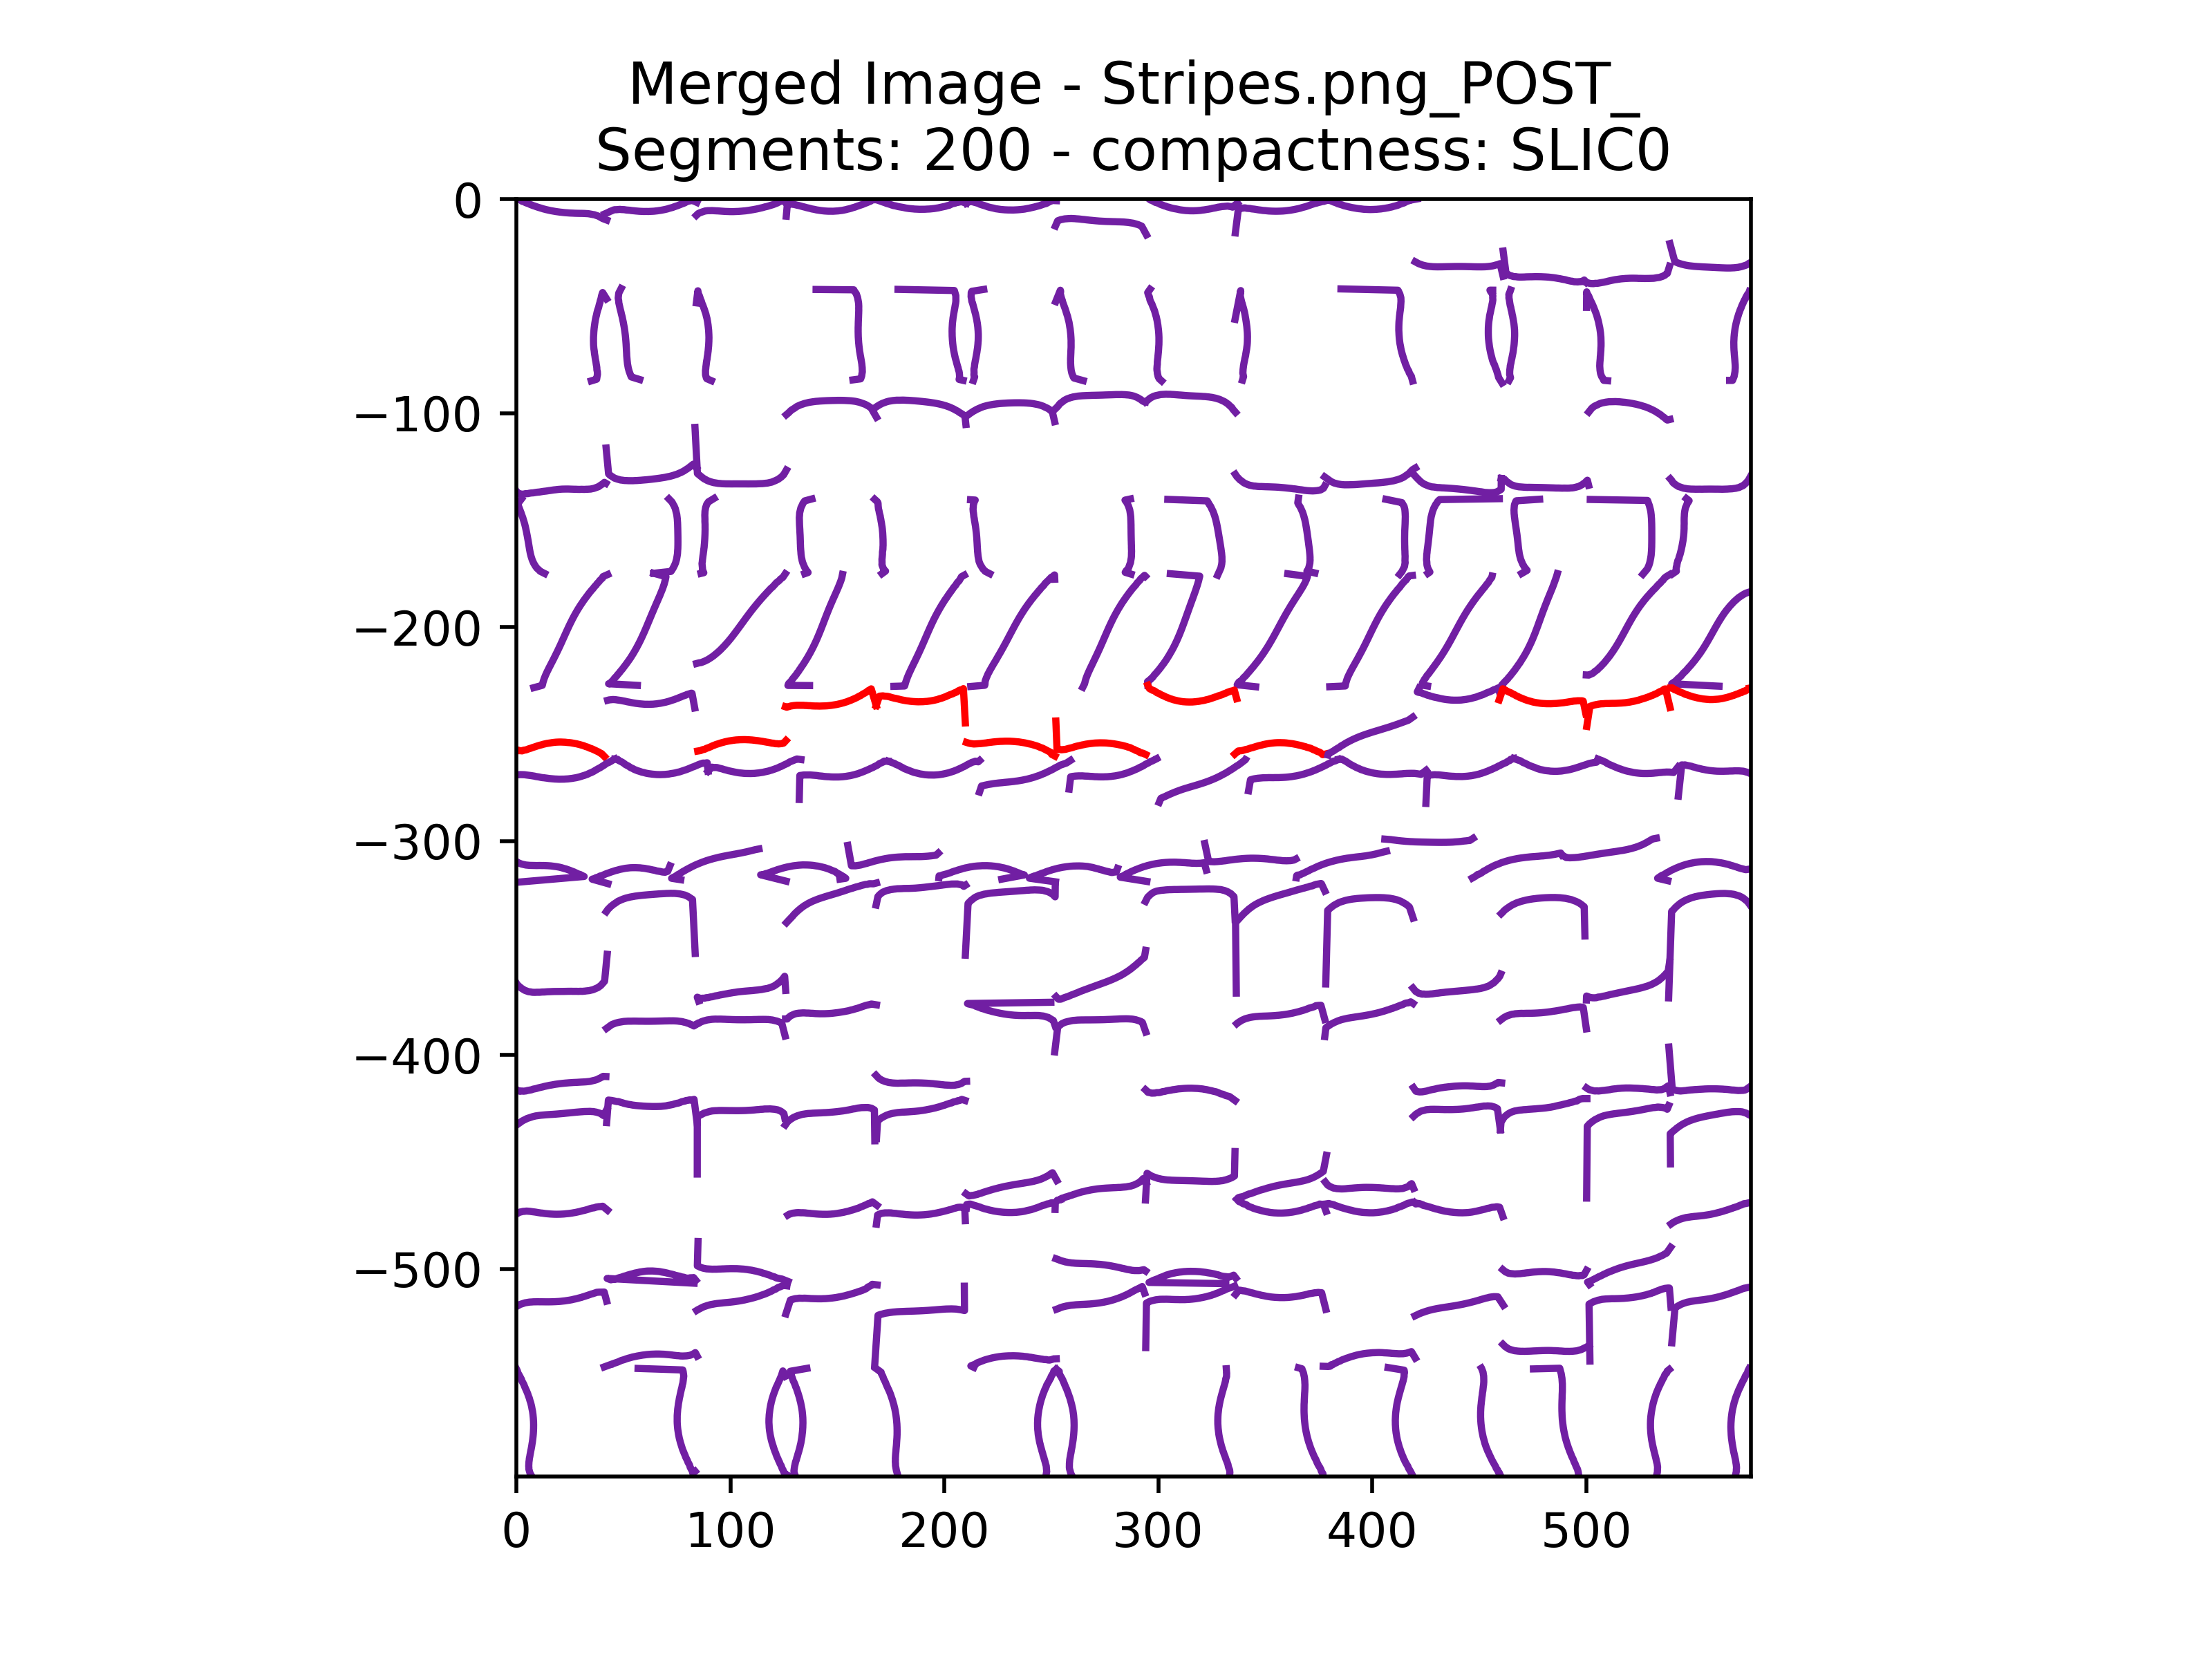 Merged Image - Stripes.png_POST_
Segments: 200 - compactness: SLIC0
0
−100
−200
−300
−400
−500
0 100 200 300 400 500